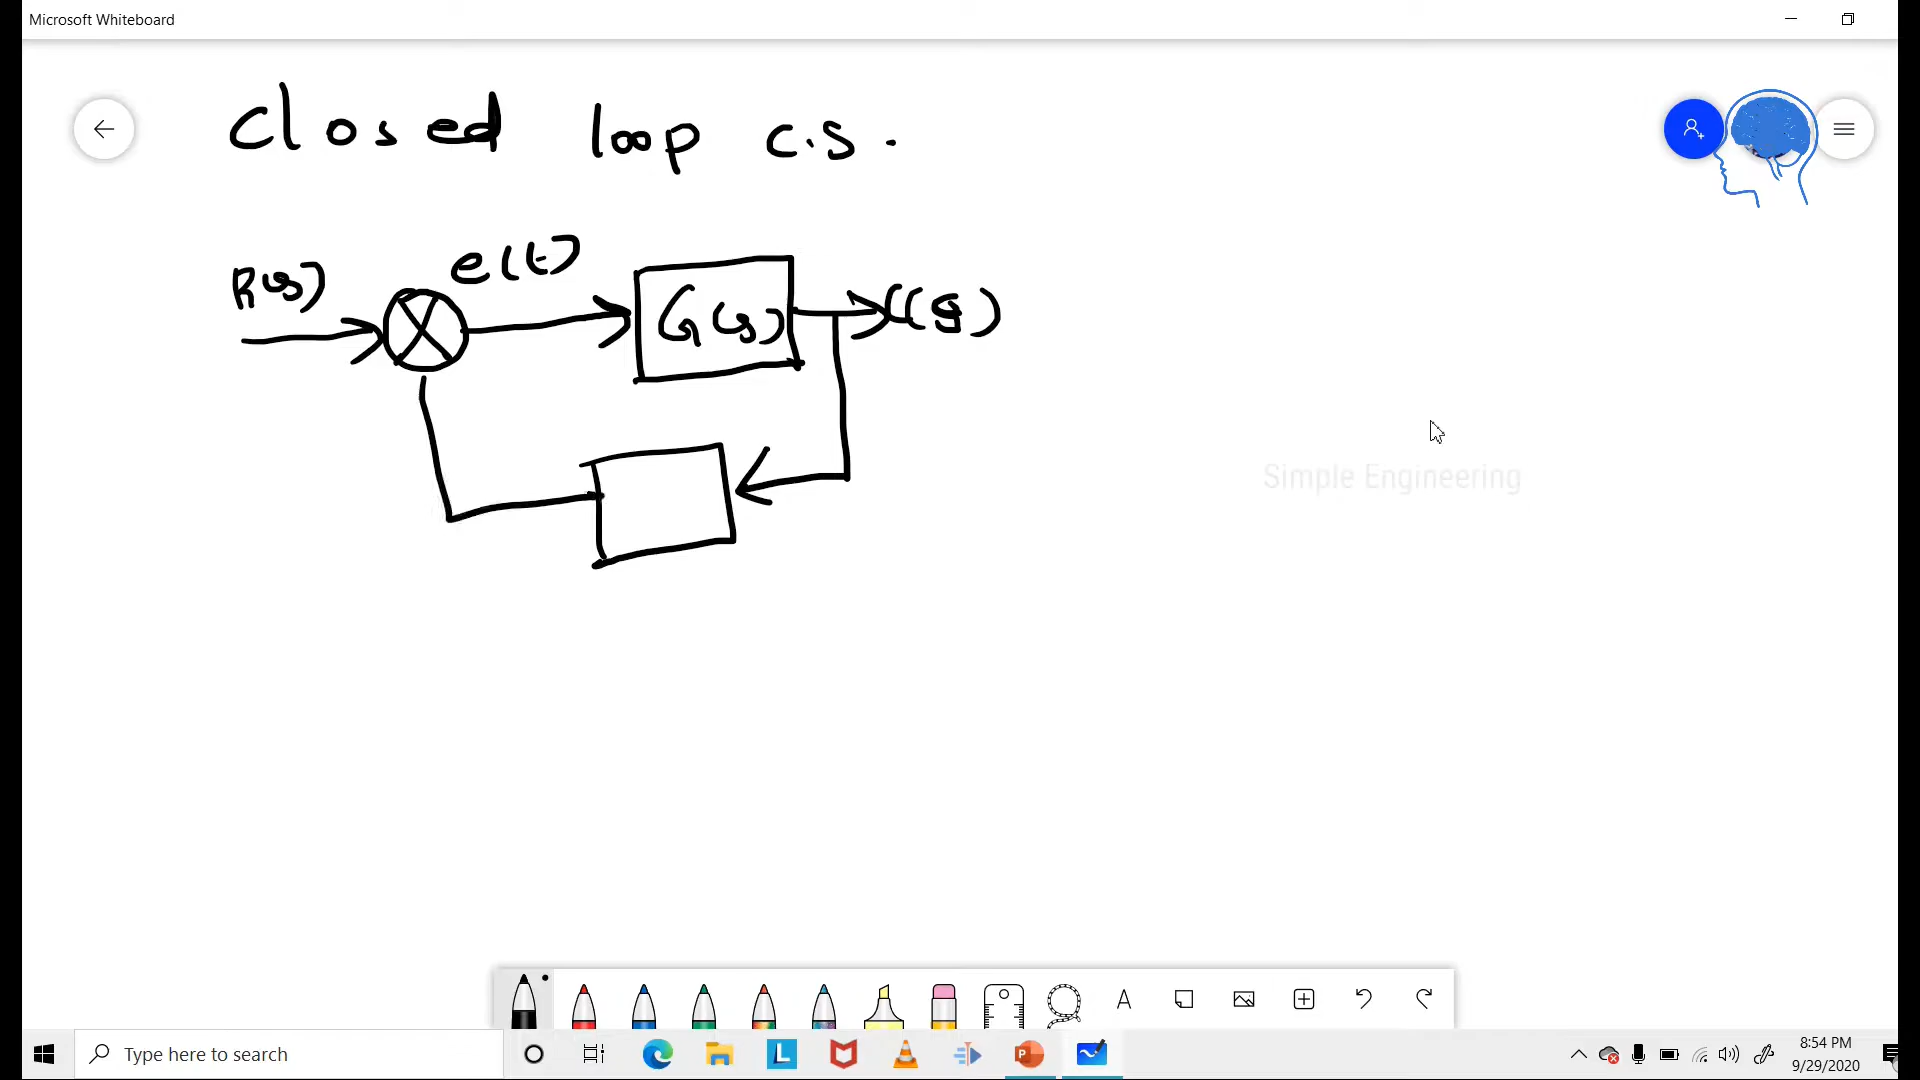 Microsoft Whiteboard
Closed loop C.S.
R(s)
e(t)
G(s)
C(s)
Simple Engineering
Type here to search
8:54 PM
9/29/2020